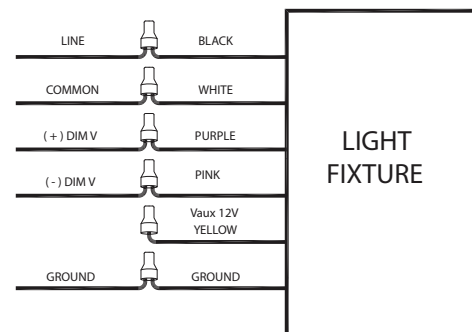 LINE BLACK
COMMON WHITE
( + ) DIM V PURPLE
( - ) DIM V PINK
Vaux 12V
YELLOW
GROUND GROUND
LIGHT
FIXTURE